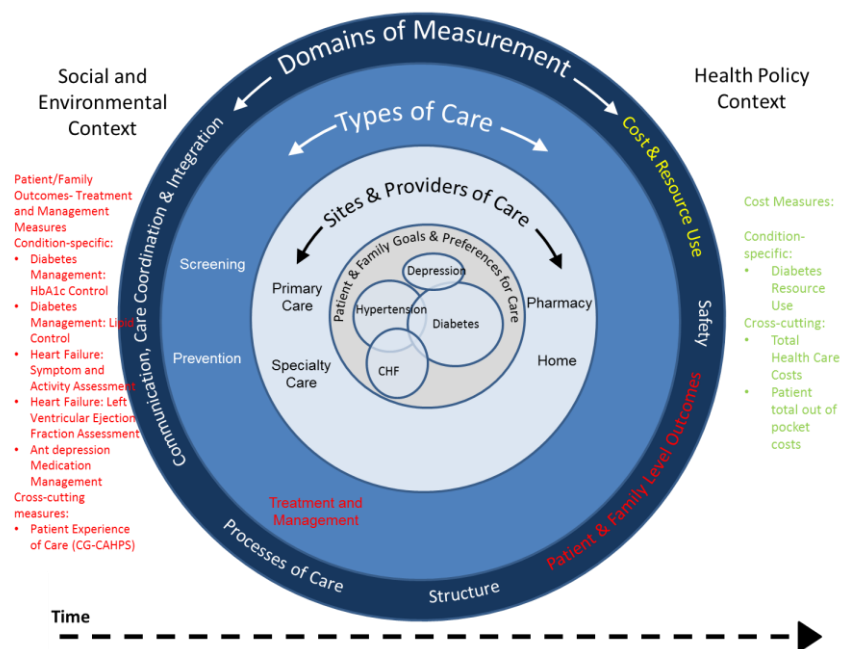 Domains of Measurement
Social and
Environmental
Context
Health Policy
Context
Types of Care
Cost & Resource Use
Communication, Care Coordination & Integration
Sites & Providers of Care
Patient/Family
Outcomes- Treatment
and Management
Measures
Condition-specific:
• Diabetes
Management:
HbA1c Control
• Diabetes
Management: Lipid
Control
• Heart Failure:
Symptom and
Activity Assessment
• Heart Failure: Left
Ventricular Ejection
Fraction Assessment
• Ant depression
Medication
Management
Cross-cutting
measures:
• Patient Experience
of Care (CG-CAHPS)
Screening
Prevention
Primary
Care
Specialty
Care
Patient & Family Goals & Preferences for Care
Depression
Hypertension
Diabetes
CHF
Pharmacy
Home
Safety
Cost Measures:
Condition-
specific:
• Diabetes
Resource
Use
Cross-cutting:
• Total
Health Care
Costs
• Patient
total out of
pocket
costs
Treatment and
Management
Patient & Family Level Outcomes
Processes of Care
Structure
Time